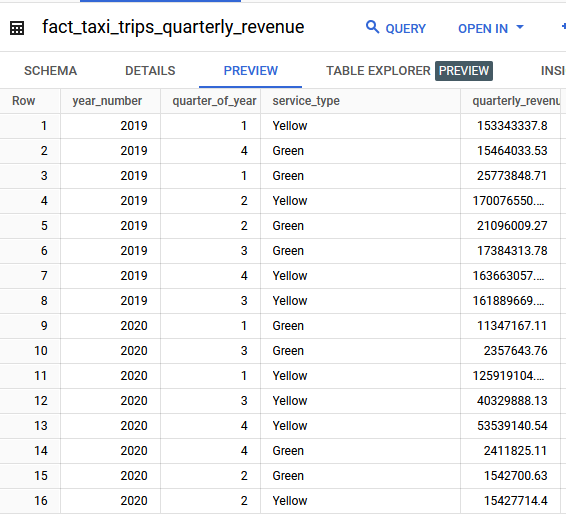 fact_taxi_trips_quarterly_revenue QUERY OPEN IN
SCHEMA DETAILS PREVIEW TABLE EXPLORER PREVIEW INSI
Row year_number quarter_of_year service_type quarterly_revenu
1 2019 1 Yellow 153343337.8
2 2019 4 Green 15464033.53
3 2019 1 Green 25773848.71
4 2019 2 Yellow 170076550....
5 2019 2 Green 21096009.27
6 2019 3 Green 17384313.78
7 2019 4 Yellow 163663057....
8 2019 3 Yellow 161889669....
9 2020 1 Green 11347167.11
10 2020 3 Green 2357643.76
11 2020 1 Yellow 125919104....
12 2020 3 Yellow 40329888.13
13 2020 4 Yellow 53539140.54
14 2020 4 Green 2411825.11
15 2020 2 Green 1542700.63
16 2020 2 Yellow 15427714.4